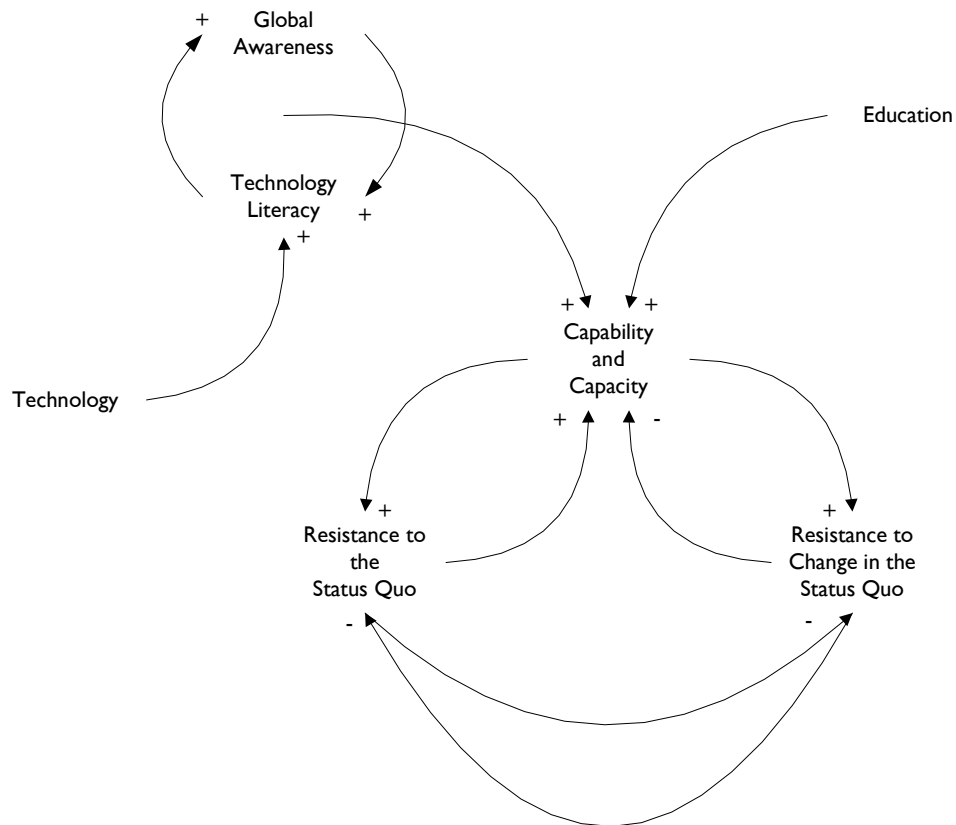 +
Global
Awareness
Education
Technology
Literacy
+
+
+
+
Capability
and
Capacity
Technology
+
-
+
+
Resistance to
the
Status Quo
Resistance to
Change in the
Status Quo
-
-